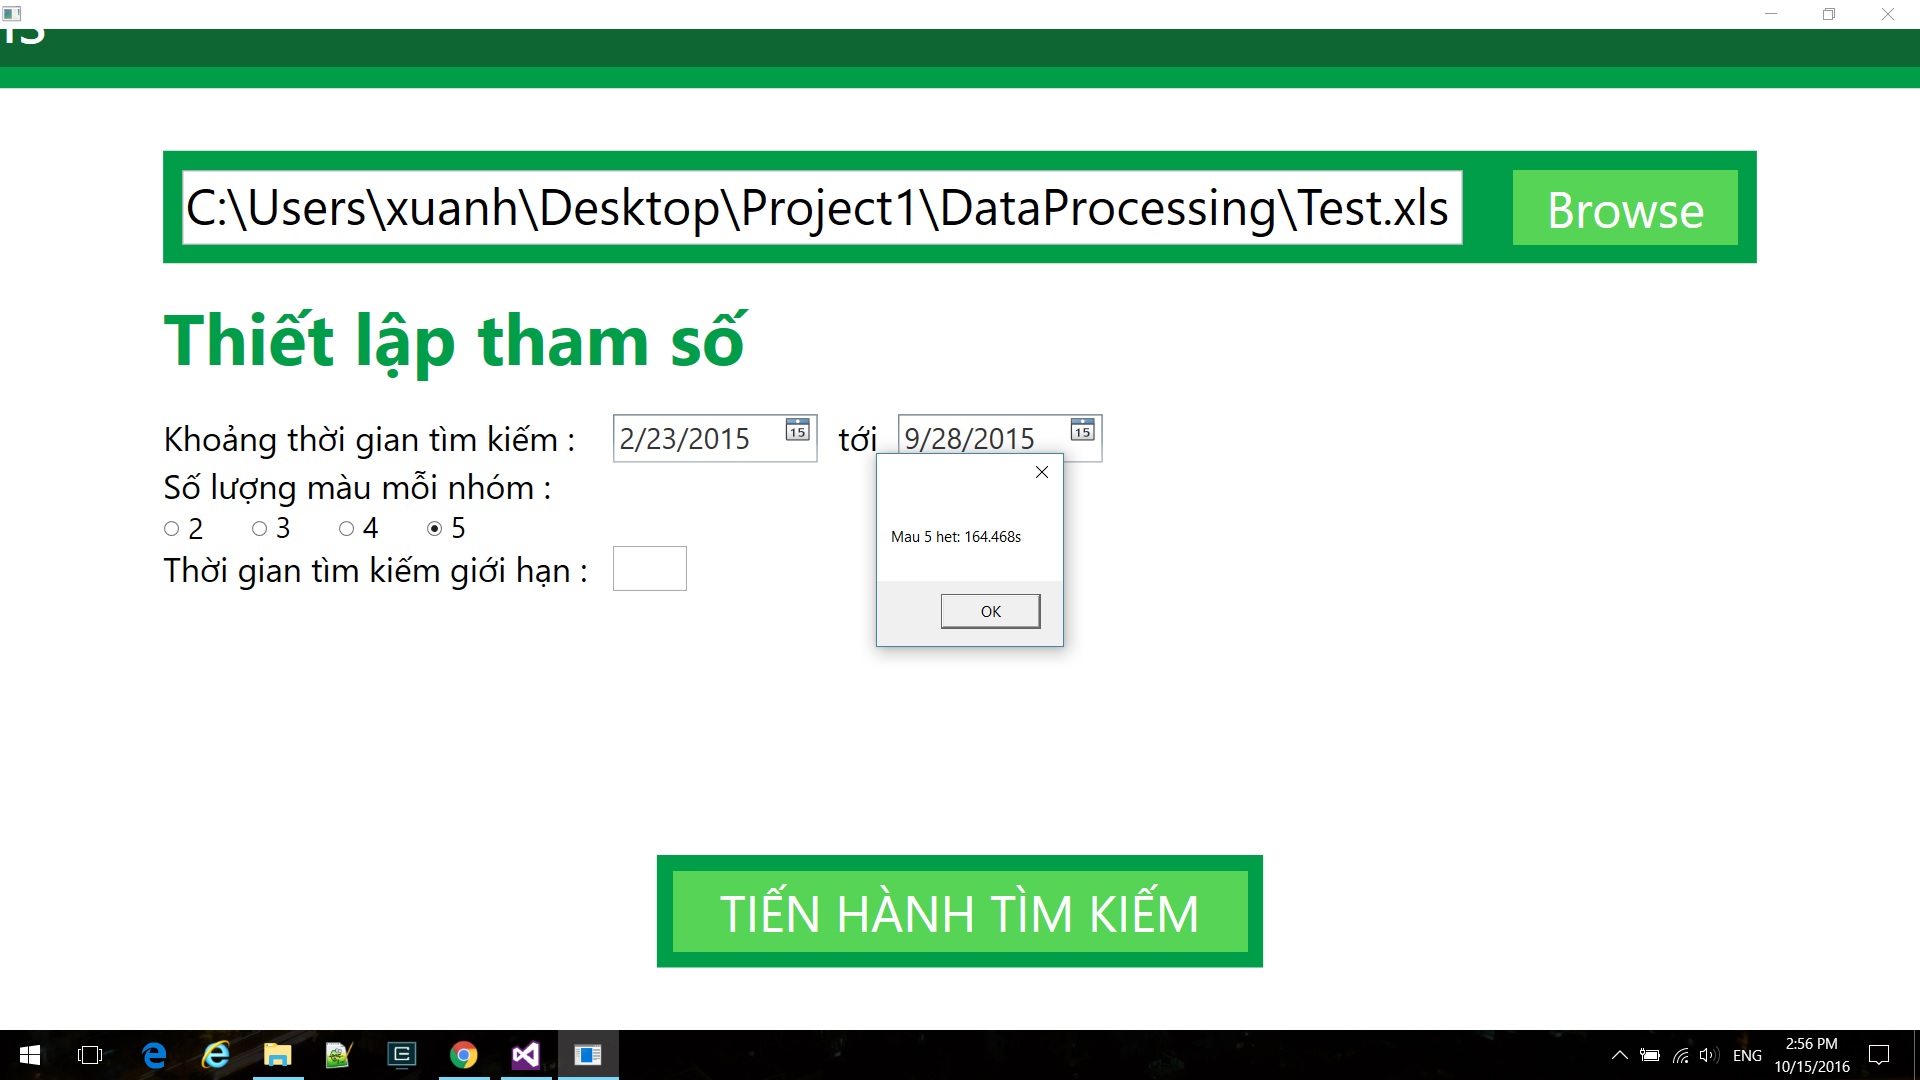 C:\Users\xuanh\Desktop\Project1\DataProcessing\Test.xls
Browse
Thiết lập tham số
Khoảng thời gian tìm kiếm :
2/23/2015
15
tới
9/28/2015
15
Số lượng màu mỗi nhóm :
2
3
4
5
Thời gian tìm kiếm giới hạn :
Mau 5 het: 164.468s
OK
TIẾN HÀNH TÌM KIẾM
ENG
2:56 PM
10/15/2016